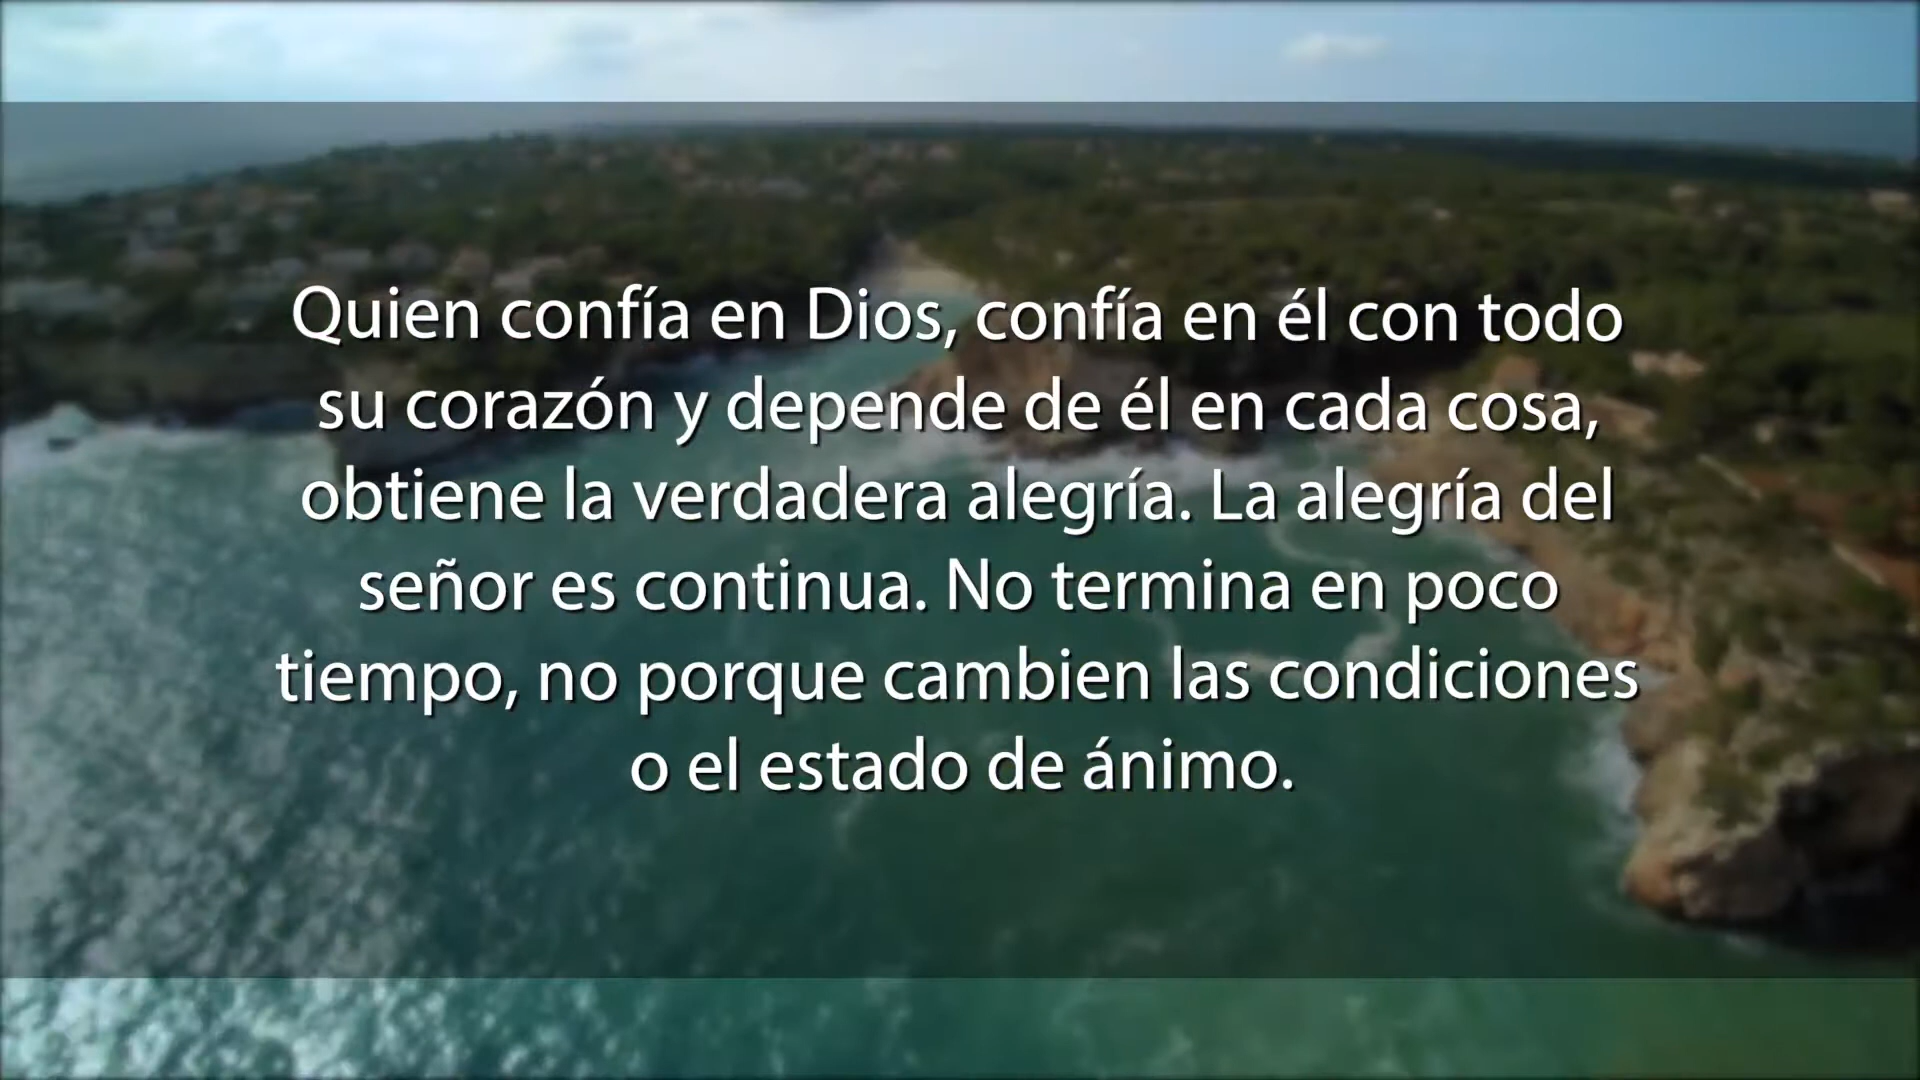 Quien confía en Dios, confía en él con todo
su corazón y depende de él en cada cosa,
obtiene la verdadera alegría. La alegría del
señor es continua. No termina en poco
tiempo, no porque cambien las condiciones
o el estado de ánimo.